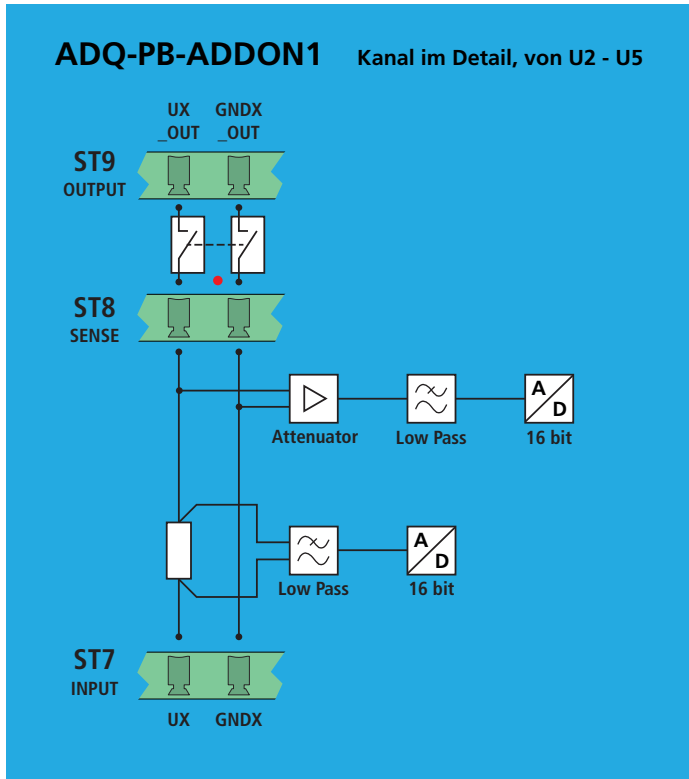 ADQ-PB-ADDON1 Kanal im Detail, von U2 - U5
UX GNDX
_OUT _OUT
ST9
OUTPUT
ST8
SENSE
A
D
Attenuator Low Pass 16 bit
A
D
Low Pass 16 bit
ST7
INPUT
UX GNDX